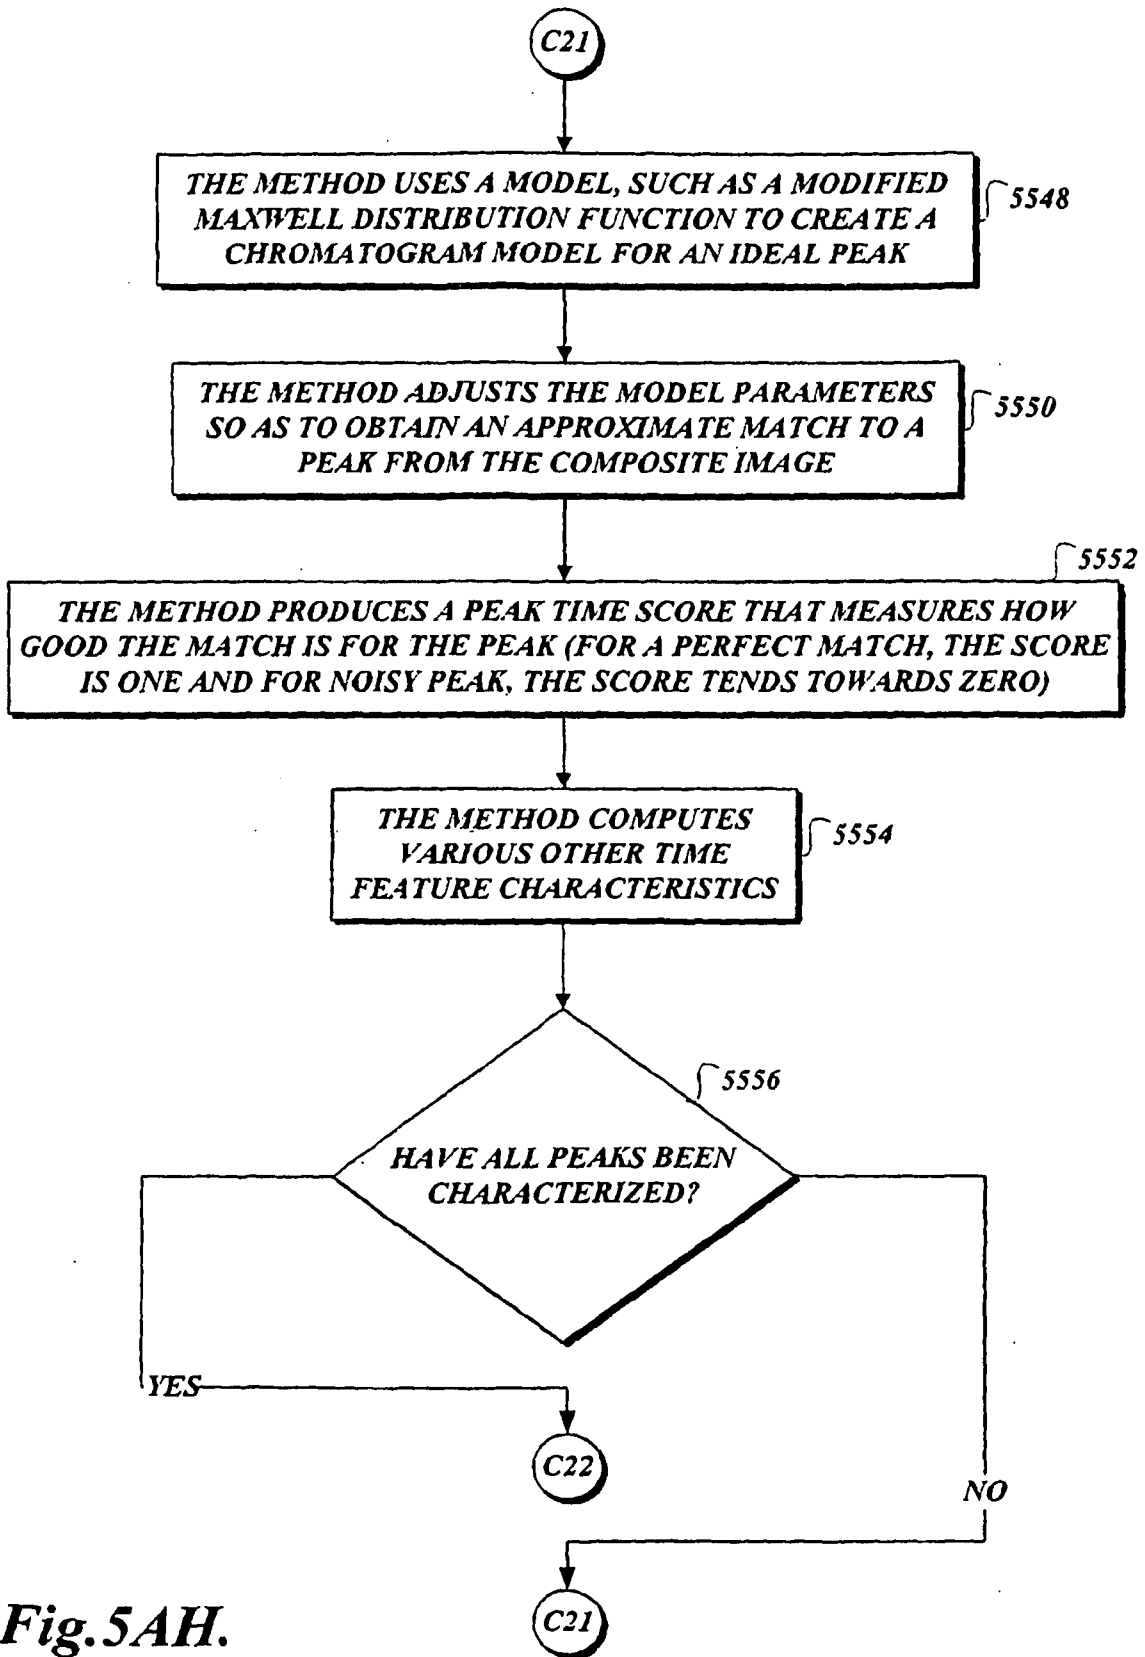 C21
THE METHOD USES A MODEL, SUCH AS A MODIFIED
MAXWELL DISTRIBUTION FUNCTION TO CREATE A
CHROMATOGRAM MODEL FOR AN IDEAL PEAK
5548
THE METHOD ADJUSTS THE MODEL PARAMETERS
SO AS TO OBTAIN AN APPROXIMATE MATCH TO A
PEAK FROM THE COMPOSITE IMAGE
5550
5552
THE METHOD PRODUCES A PEAK TIME SCORE THAT MEASURES HOW
GOOD THE MATCH IS FOR THE PEAK (FOR A PERFECT MATCH, THE SCORE
IS ONE AND FOR NOISY PEAK, THE SCORE TENDS TOWARDS ZERO)
THE METHOD COMPUTES
VARIOUS OTHER TIME
FEATURE CHARACTERISTICS
5554
5556
HAVE ALL PEAKS BEEN
CHARACTERIZED?
YES
C22
NO
C21
Fig.5AH.